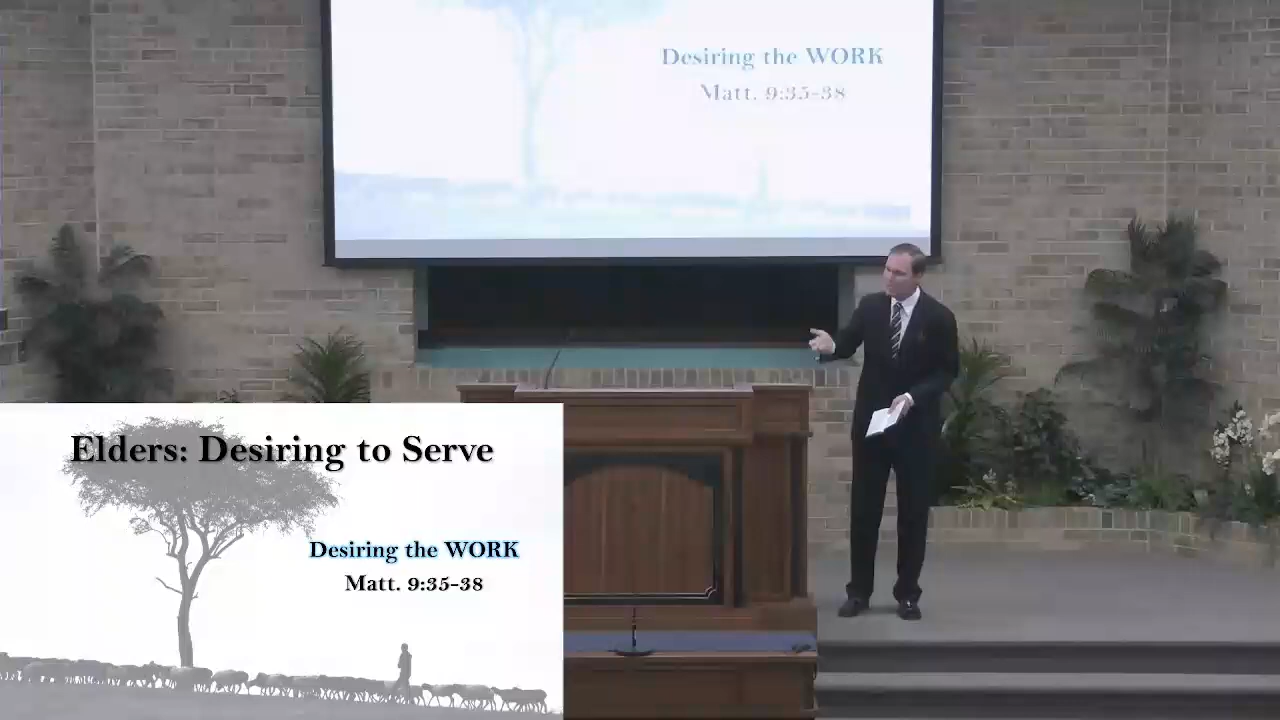 Desiring the WORK
Matt. 9:35-38
Elders: Desiring to Serve
Desiring the WORK
Matt. 9:35-38